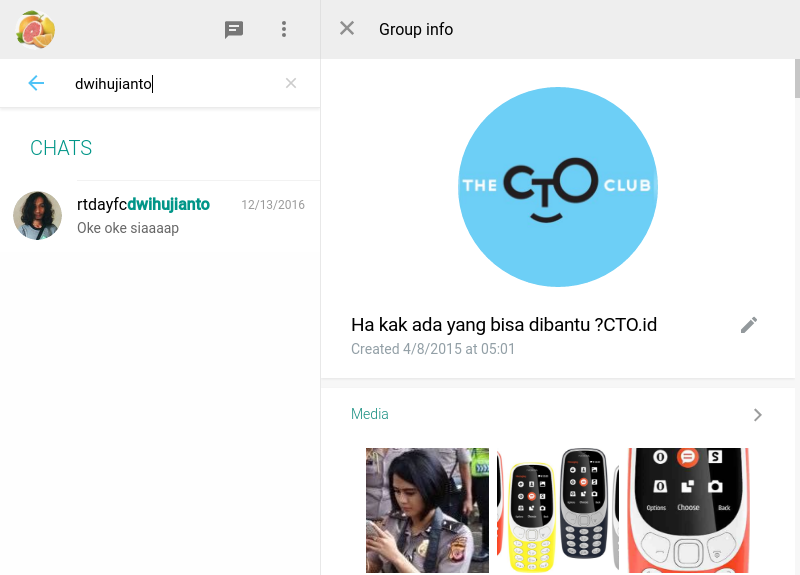 Group info
dwihujianto
CHATS
rtdayfcdwihujianto
12/13/2016
Oke oke siaaaap
THE CTO CLUB
Ha kak ada yang bisa dibantu ?CTO.id
Created 4/8/2015 at 05:01
Media
Options
Choose
Back